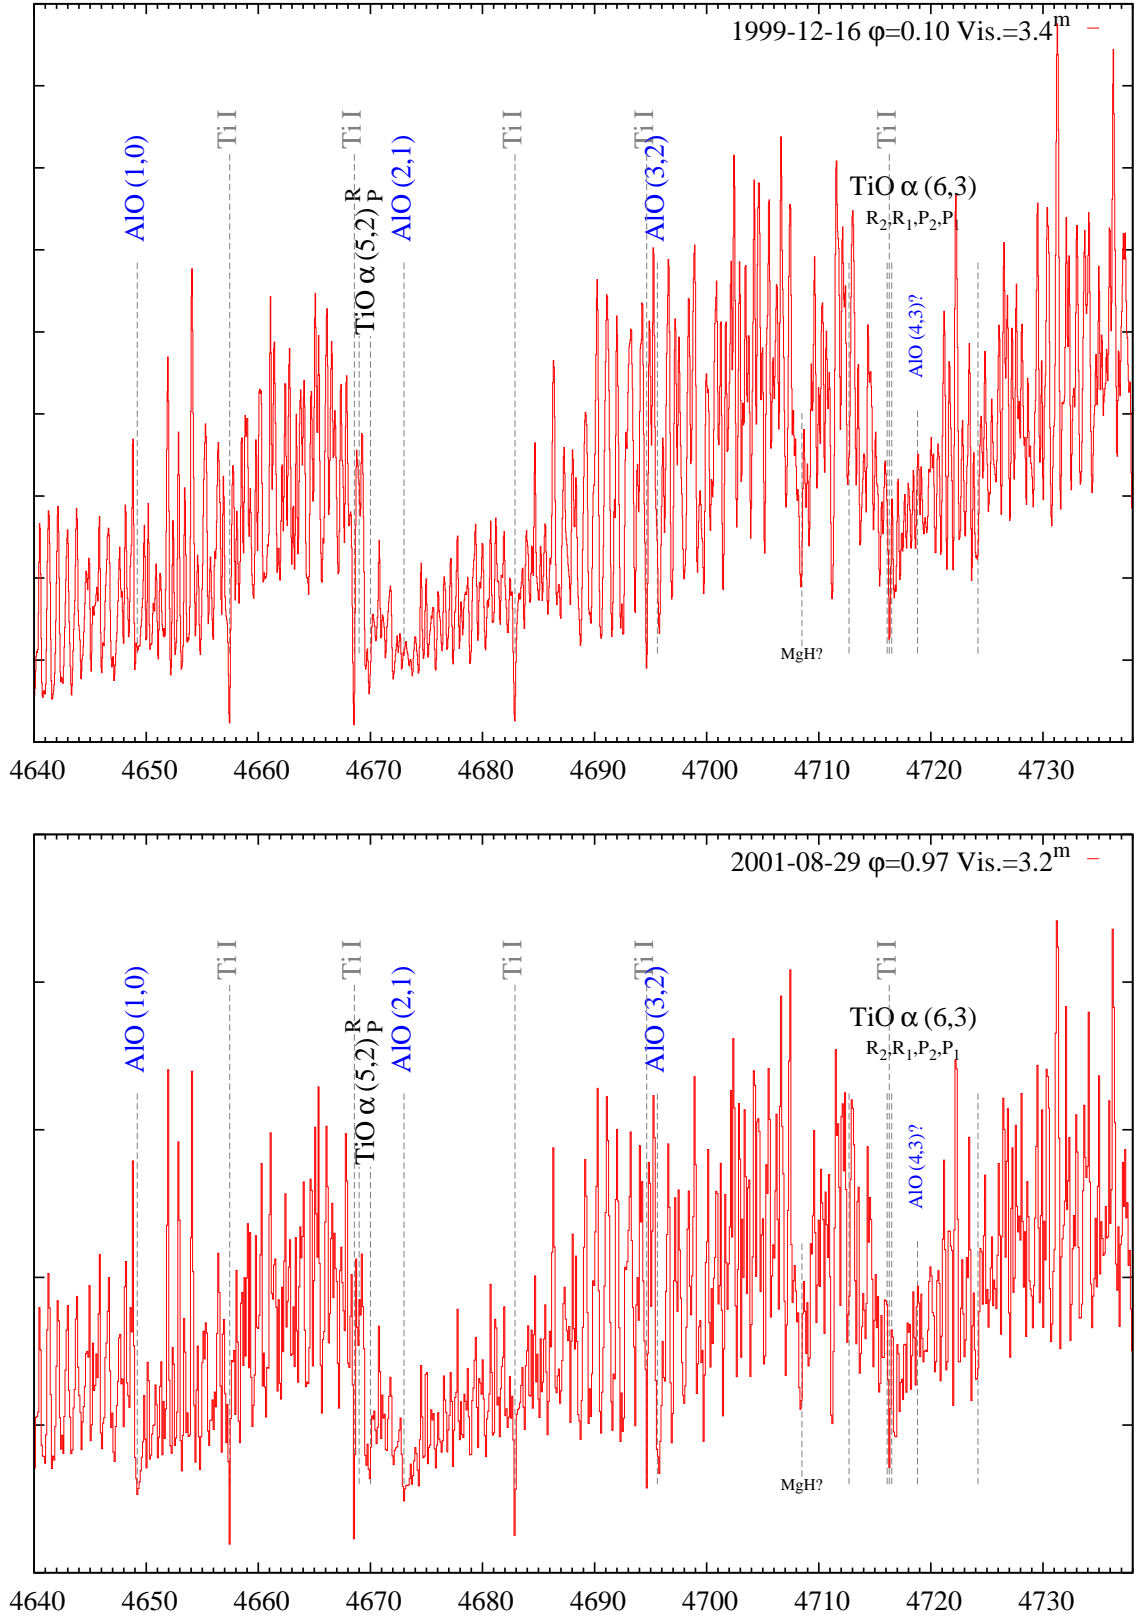 1999-12-16 φ=0.10 Vis.=3.4m
AlO (1,0)
Ti I
Ti I
TiO α (5,2) R P
AlO (2,1)
Ti I
Ti I
AlO (3,2)
Ti I
TiO α (6,3)
R2,R1,P2,P1
AlO (4,3)?
MgH?
4640 4650 4660 4670 4680 4690 4700 4710 4720 4730
2001-08-29 φ=0.97 Vis.=3.2m
AlO (1,0)
Ti I
Ti I
TiO α (5,2) R P
AlO (2,1)
Ti I
Ti I
AlO (3,2)
Ti I
TiO α (6,3)
R2,R1,P2,P1
AlO (4,3)?
MgH?
4640 4650 4660 4670 4680 4690 4700 4710 4720 4730